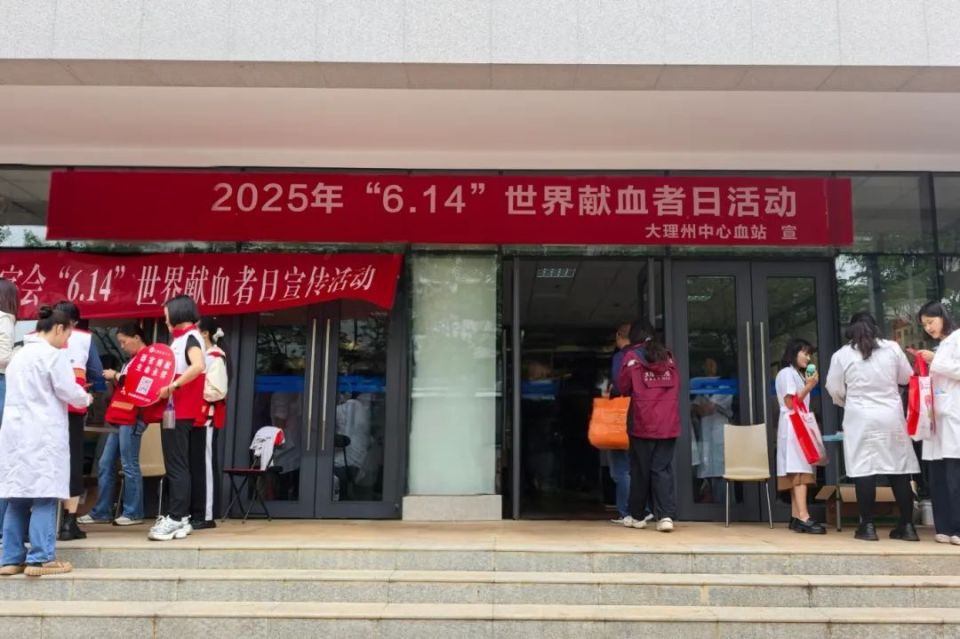 2025年“6.14”世界献血者日活动
大理州中心血站 宣
会“6.14”世界献血者日宣传活动